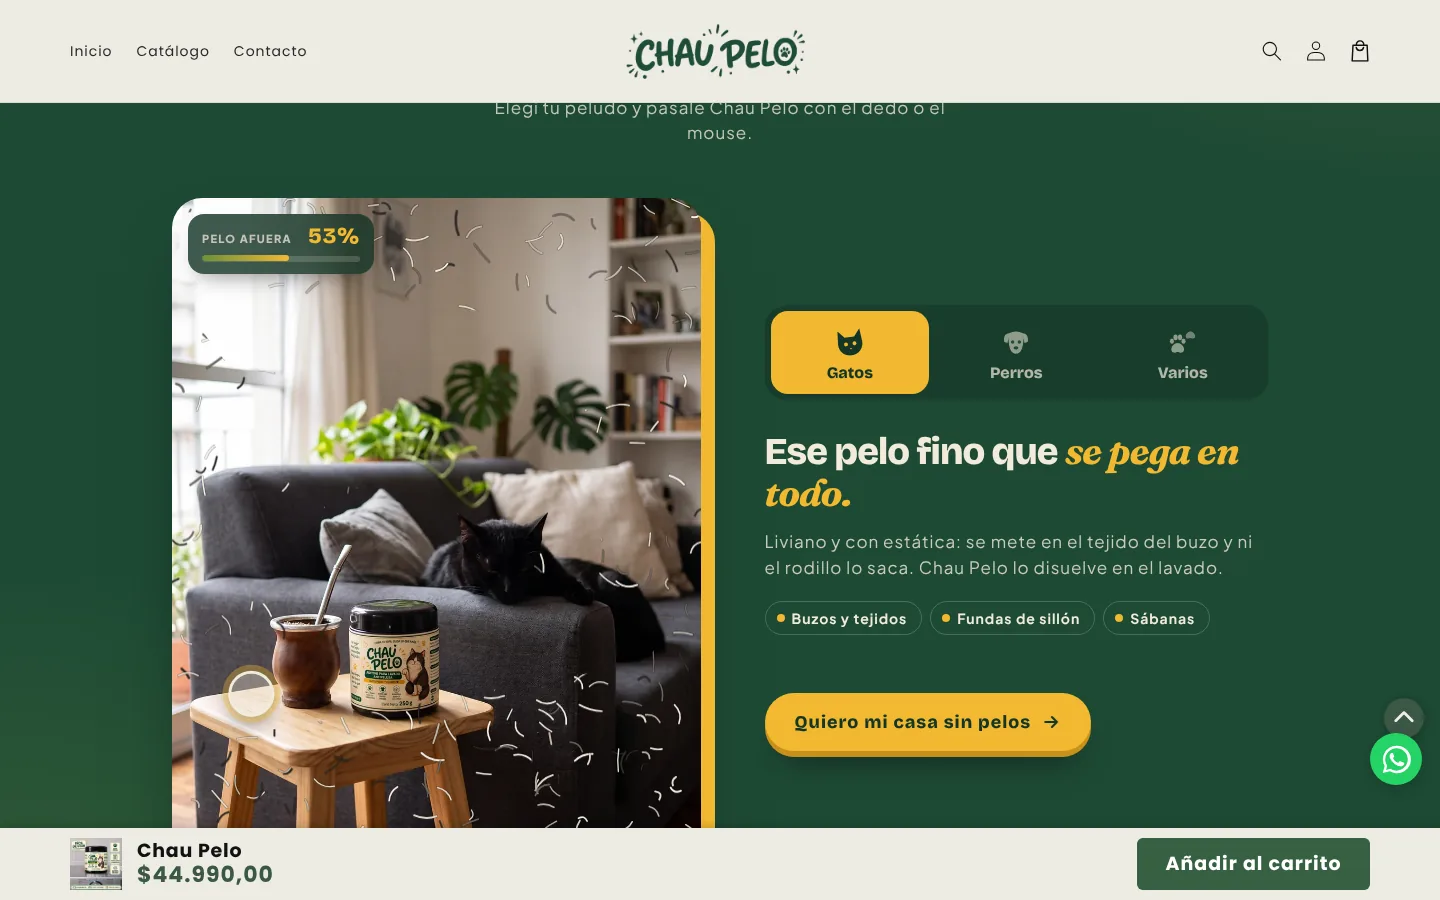 Inicio
Catálogo
Contacto
CHAU PELO
Elegí tu peludo y pasale Chau Pelo con el dedo o el
mouse.
PELO AFUERA 53%
Gatos
Perros
Varios
Ese pelo fino que se pega en
todo.
Liviano y con estática: se mete en el tejido del buzo y ni
el rodillo lo saca. Chau Pelo lo disuelve en el lavado.
Buzos y tejidos
Fundas de sillón
Sábanas
CHAU
PELO
250 g
Quiero mi casa sin pelos →
Chau Pelo
$44.990,00
Añadir al carrito